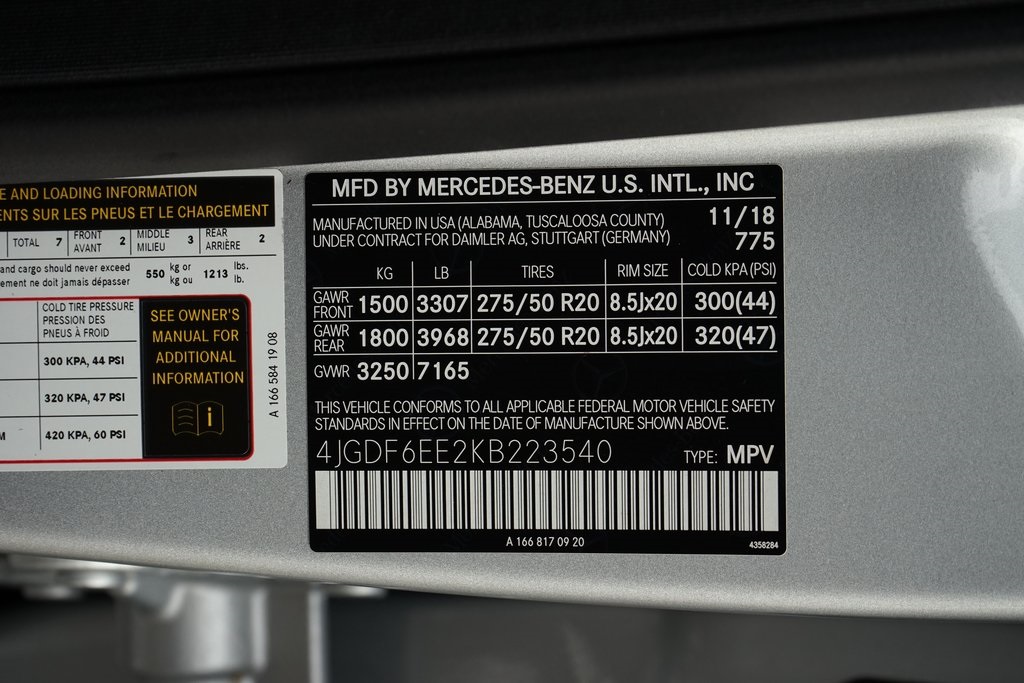 E AND LOADING INFORMATION
ENTS SUR LES PNEUS ET LE CHARGEMENT
TOTAL 7 FRONT AVANT 2 MIDDLE MILIEU 3 REAR ARRIÈRE 2
and cargo should never exceed 550 kg or 1213 lbs.
ement ne doit jamais dépasser kg ou lb.
COLD TIRE PRESSURE
PRESSION DES
PNEUS À FROID
300 KPA, 44 PSI
320 KPA, 47 PSI
M 420 KPA, 60 PSI
SEE OWNER'S
MANUAL FOR
ADDITIONAL
INFORMATION
i
A 166 584 19 08
MFD BY MERCEDES-BENZ U.S. INTL., INC
MANUFACTURED IN USA (ALABAMA, TUSCALOOSA COUNTY) 11/18
UNDER CONTRACT FOR DAIMLER AG, STUTTGART (GERMANY) 775
KG LB TIRES RIM SIZE COLD KPA (PSI)
GAWR FRONT 1500 3307 275/50 R20 8.5Jx20 300(44)
GAWR REAR 1800 3968 275/50 R20 8.5Jx20 320(47)
GVWR 3250 7165
THIS VEHICLE CONFORMS TO ALL APPLICABLE FEDERAL MOTOR VEHICLE SAFETY
STANDARDS IN EFFECT ON THE DATE OF MANUFACTURE SHOWN ABOVE.
4JGDF6EE2KB223540 TYPE: MPV
A 166 817 09 20
4358284